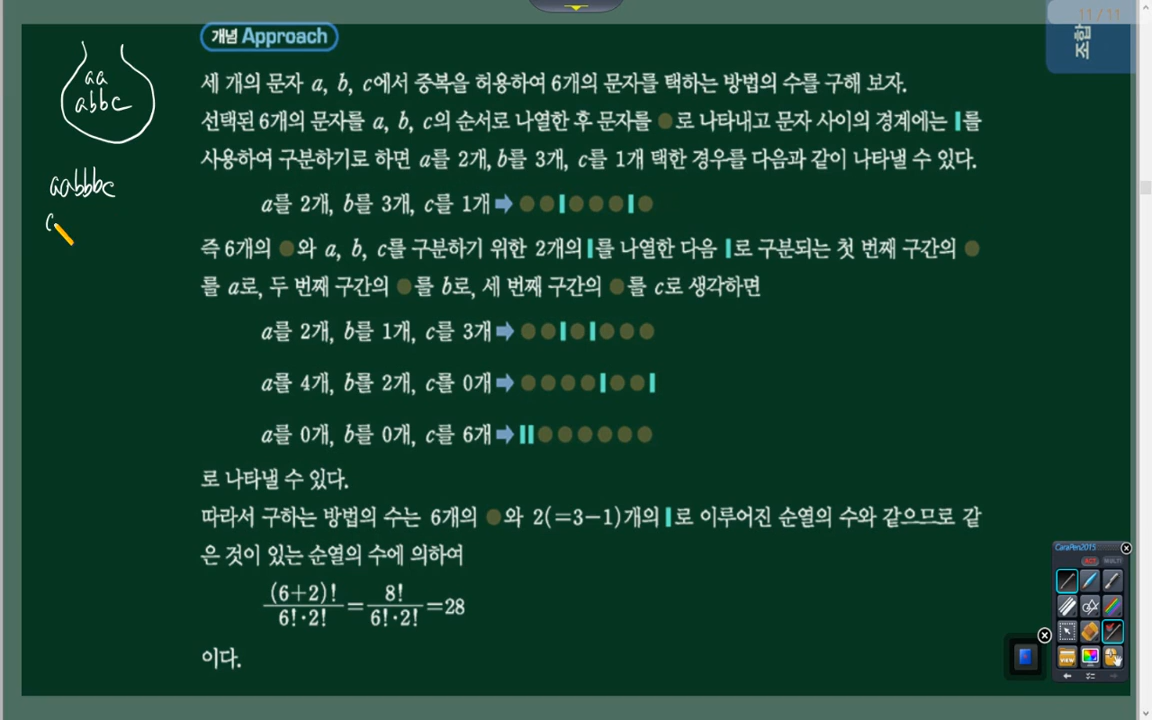 11/11
조합
개념 Approach
aa
abbc
aabbbc
세 개의 문자 a, b, c에서 중복을 허용하여 6개의 문자를 택하는 방법의 수를 구해 보자.
선택된 6개의 문자를 a, b, c의 순서로 나열한 후 문자를 ●로 나타내고 문자 사이의 경계에는 |를
사용하여 구분하기로 하면 a를 2개, b를 3개, c를 1개 택한 경우를 다음과 같이 나타낼 수 있다.
a를 2개, b를 3개, c를 1개 ➡ ●●|●●●|●
즉 6개의 ●와 a, b, c를 구분하기 위한 2개의 |를 나열한 다음 |로 구분되는 첫 번째 구간의 ●
를 a로, 두 번째 구간의 ●를 b로, 세 번째 구간의 ●를 c로 생각하면
a를 2개, b를 1개, c를 3개 ➡ ●●|●|●●●
a를 4개, b를 2개, c를 0개 ➡ ●●●●|●●|
a를 0개, b를 0개, c를 6개 ➡ ||●●●●●●
로 나타낼 수 있다.
따라서 구하는 방법의 수는 6개의 ●와 2(=3-1)개의 |로 이루어진 순열의 수와 같으므로 같
은 것이 있는 순열의 수에 의하여
(6+2)!/6!·2! = 8!/6!·2! = 28
이다.
CaraPen2015
MULTI